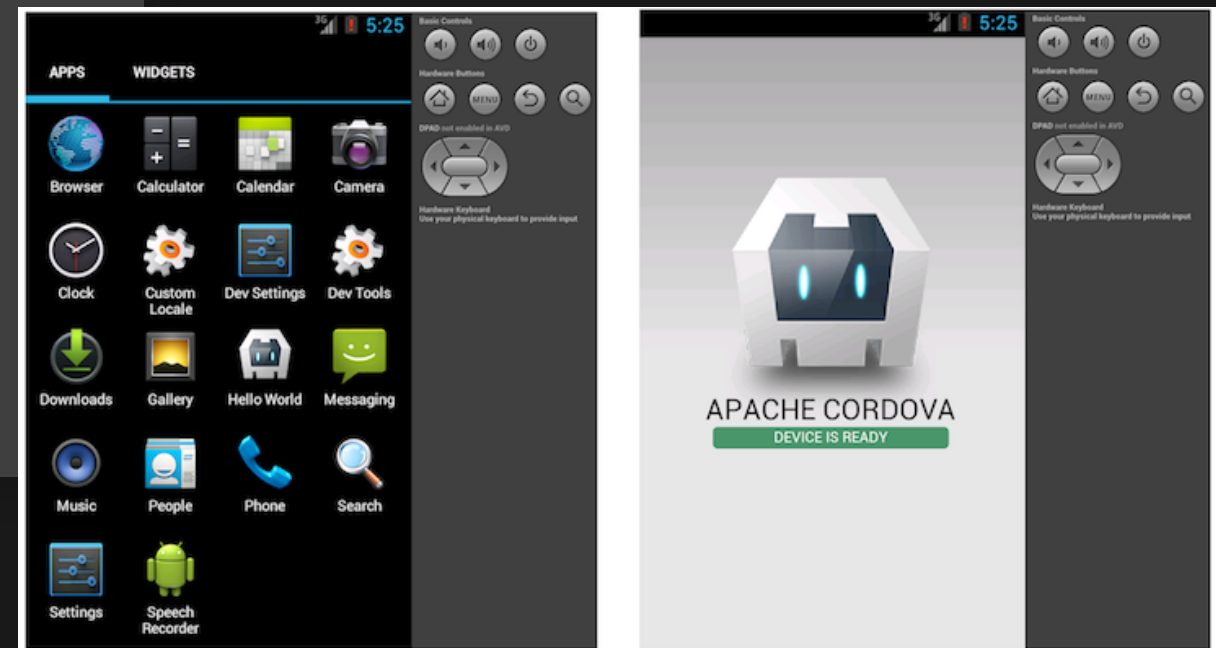 3G 5:25
APPS WIDGETS
Browser Calculator Calendar Camera
Clock Custom Locale Dev Settings Dev Tools
Downloads Gallery Hello World Messaging
Music People Phone Search
Settings Speech Recorder
Basic Controls
Hardware Buttons
MENU
DPAD not enabled in AVD
Hardware Keyboard
Use your physical keyboard to provide input
3G 5:25
APACHE CORDOVA
DEVICE IS READY
Basic Controls
Hardware Buttons
MENU
DPAD not enabled in AVD
Hardware Keyboard
Use your physical keyboard to provide input